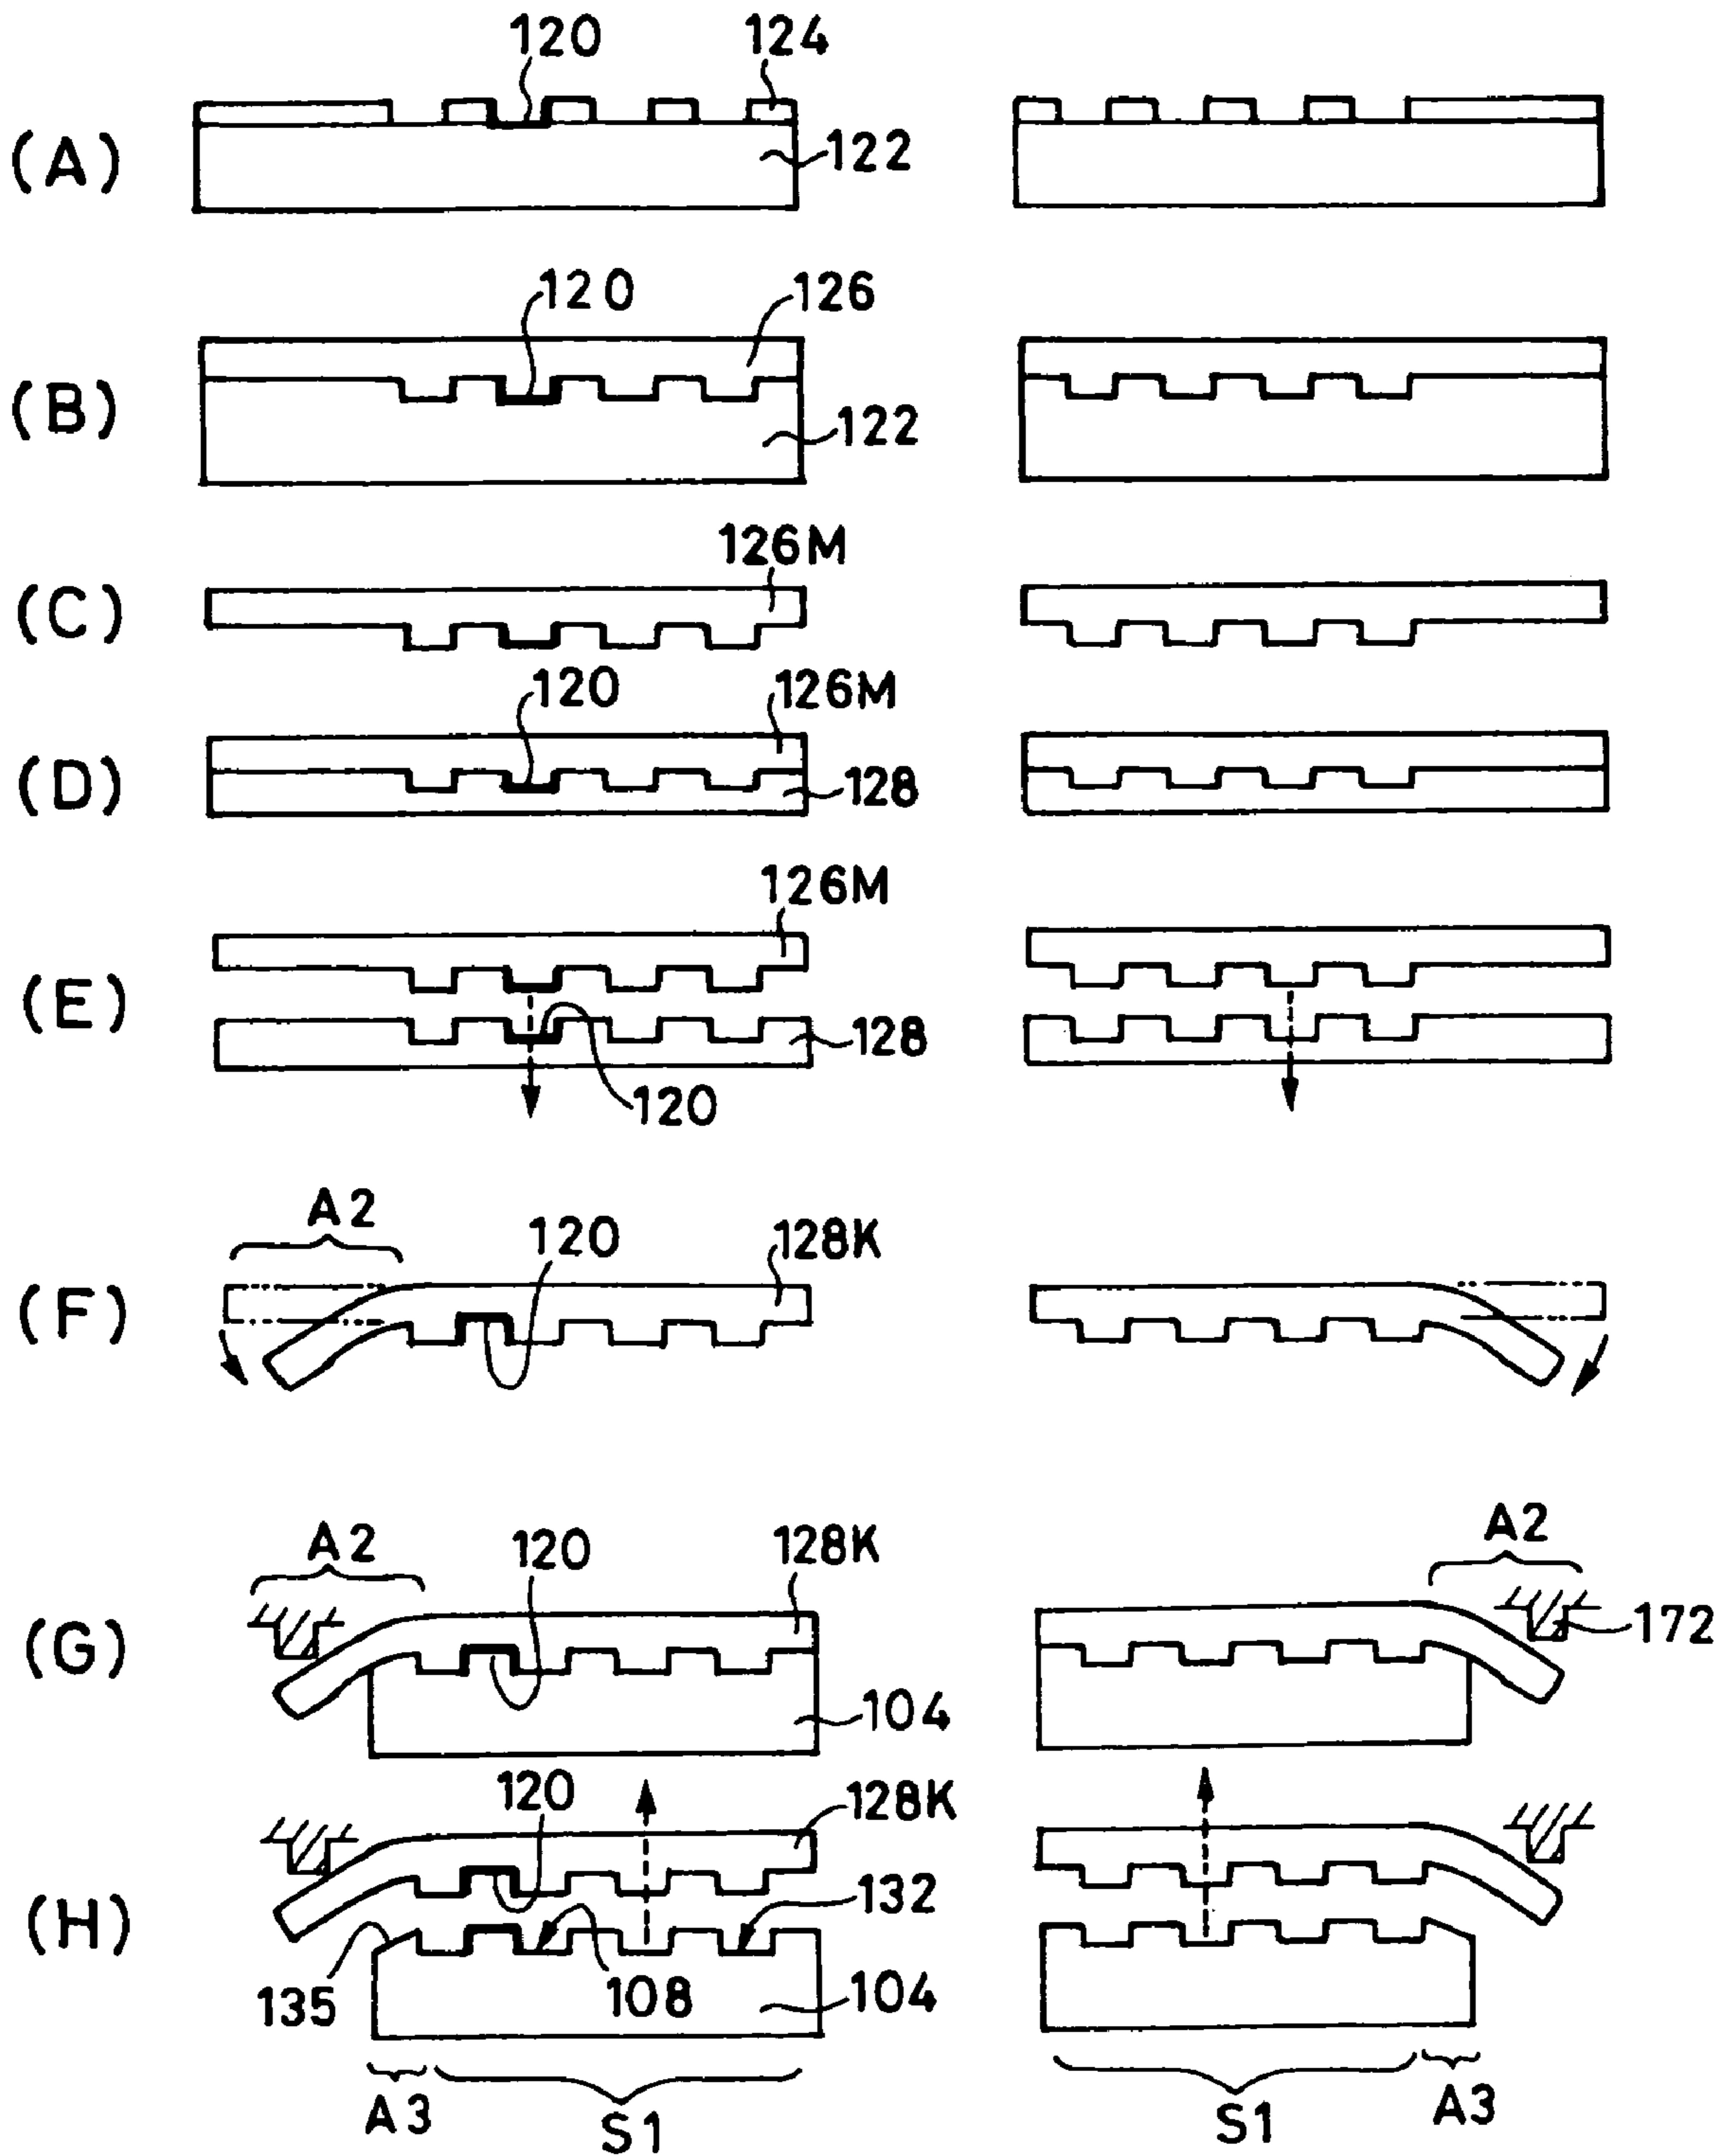 120 124
(A) 122
120 126
(B) 122
126M
(C)
120 126M
(D) 128
126M
(E) 128
120
A2 120 128K
(F)
A2 120 128K A2
(G) 172
104
120 128K
(H) 132
135 108 104
A3 S1 S1 A3